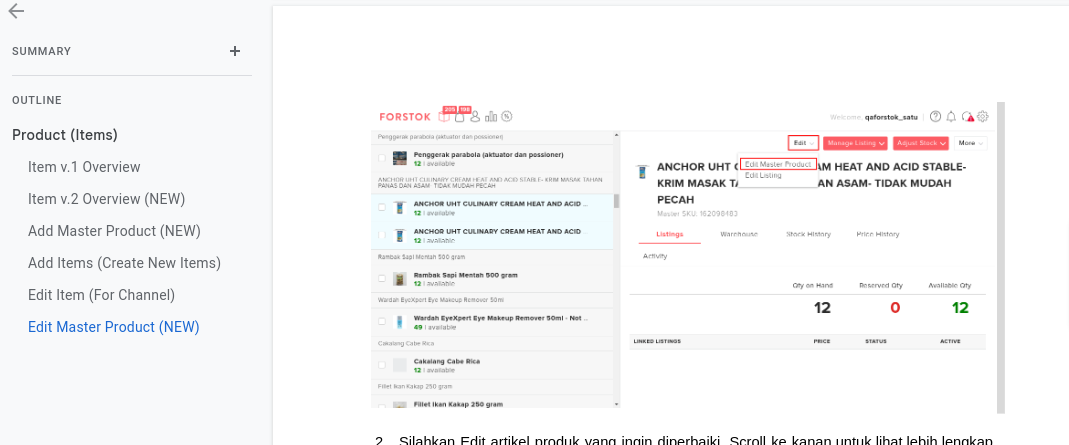 SUMMARY
OUTLINE
Product (Items)
Item v.1 Overview
Item v.2 Overview (NEW)
Add Master Product (NEW)
Add Items (Create New Items)
Edit Item (For Channel)
Edit Master Product (NEW)
FORSTOK
205 198
Welcome, qaforstok_satu
Penggerak parabola (aktuator dan possioner)
Penggerak parabola (aktuator dan possioner)
12 | available
ANCHOR UHT CULINARY CREAM HEAT AND ACID STABLE- KRIM MASAK TAHAN
PANAS DAN ASAM- TIDAK MUDAH PECAH
ANCHOR UHT CULINARY CREAM HEAT AND ACID ...
12 | available
ANCHOR UHT CULINARY CREAM HEAT AND ACID ...
12 | available
Rambak Sapi Mentah 500 gram
Rambak Sapi Mentah 500 gram
12 | available
Wardah EyeXpert Eye Makeup Remover 50ml
Wardah EyeXpert Eye Makeup Remover 50ml - Not ...
49 | available
Cakalang Cabe Rica
Cakalang Cabe Rica
12 | available
Fillet Ikan Kakap 250 gram
Fillet Ikan Kakap 250 gram
Edit Manage Listing Adjust Stock More
Edit Master Product
Edit Listing
ANCHOR UHT C AM HEAT AND ACID STABLE-
KRIM MASAK TA AN ASAM- TIDAK MUDAH
PECAH
Master SKU: 162098493
Listings Warehouse Stock History Price History
Activity
Qty on Hand Reserved Qty Available Qty
12 0 12
LINKED LISTINGS PRICE STATUS ACTIVE
2. Silahkan Edit artikel produk yang ingin diperbaiki. Scroll ke kanan untuk lihat lebih lengkap